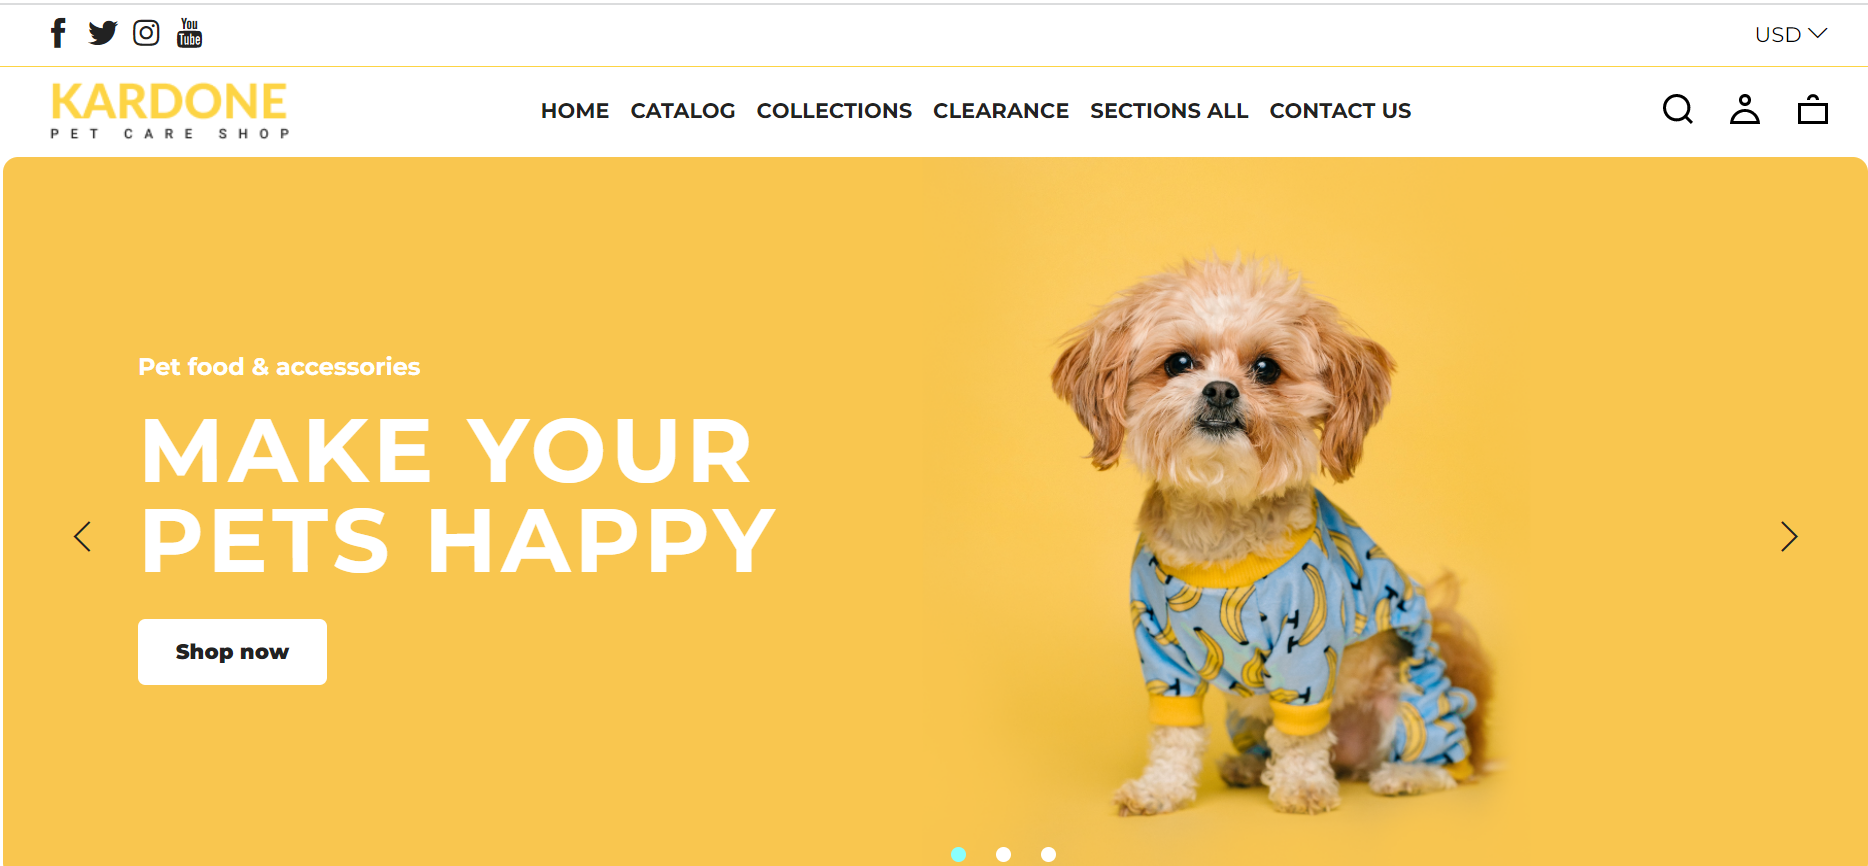 You
Tube
USD
KARDONE
PET CARE SHOP
HOME CATALOG COLLECTIONS CLEARANCE SECTIONS ALL CONTACT US
Pet food & accessories
MAKE YOUR
PETS HAPPY
Shop now